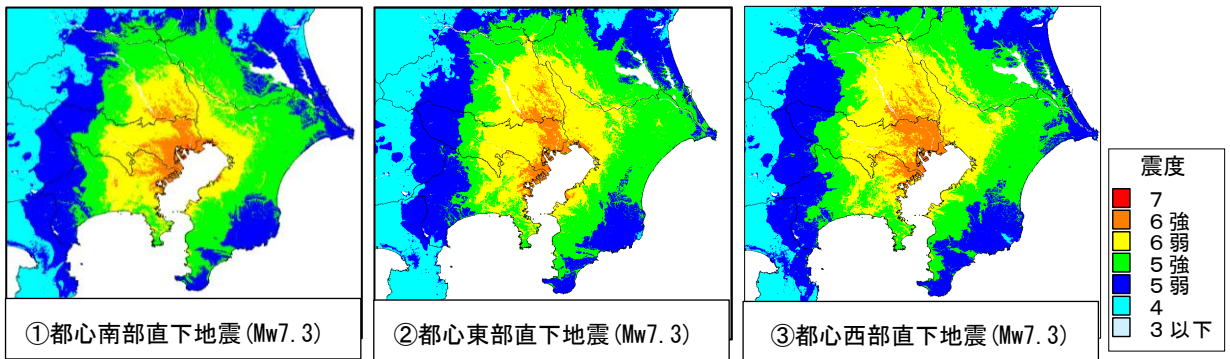 ①都心南部直下地震(Mw7.3)
②都心東部直下地震(Mw7.3)
③都心西部直下地震(Mw7.3)
震度
7
6強
6弱
5強
5弱
4
3以下